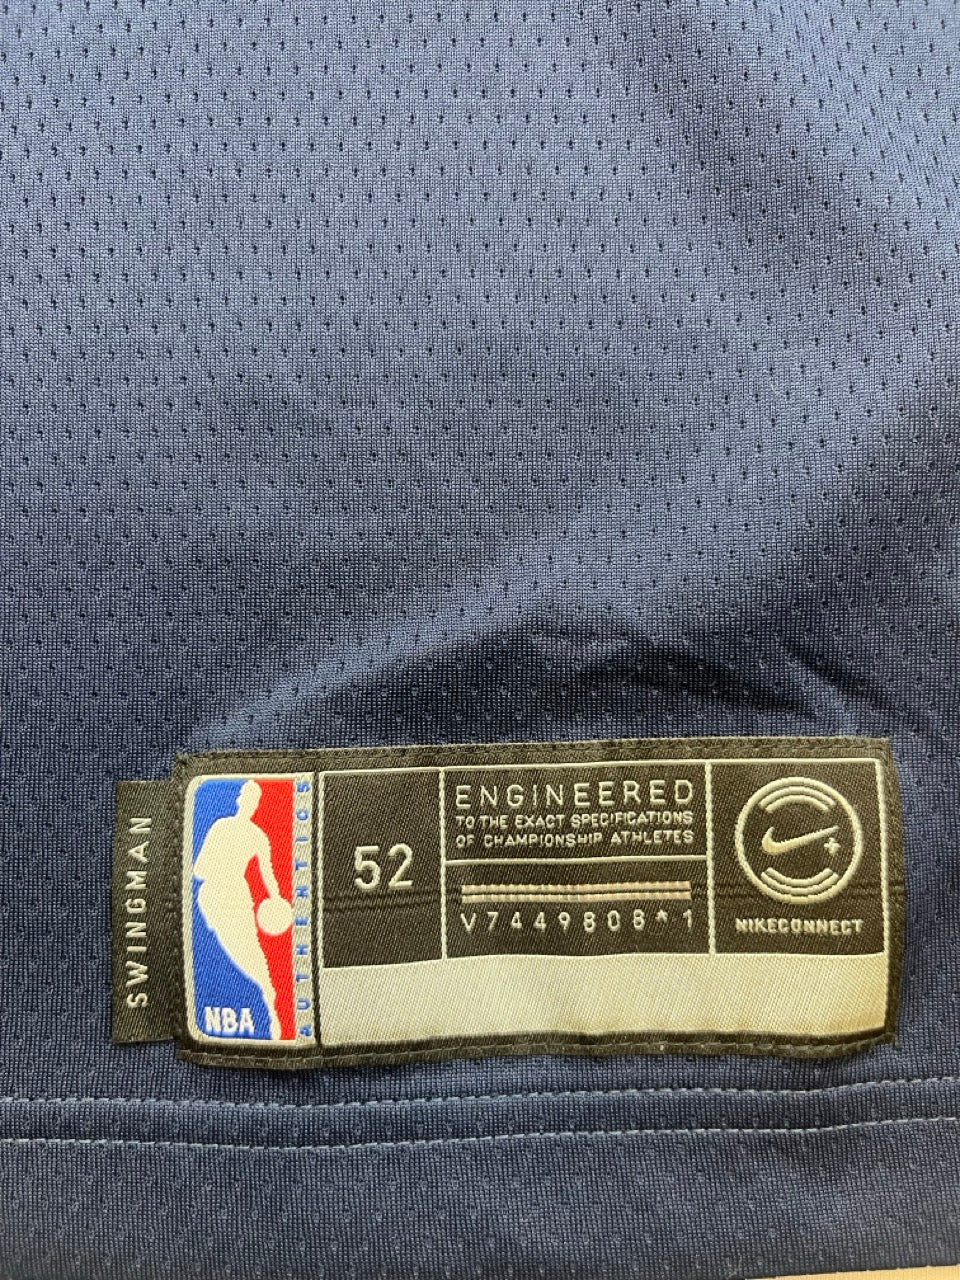 SWINGMAN
NBA
AUTHENTICS
52
ENGINEERED
TO THE EXACT SPECIFICATIONS
OF CHAMPIONSHIP ATHLETES
V7449808*1
NIKECONNECT